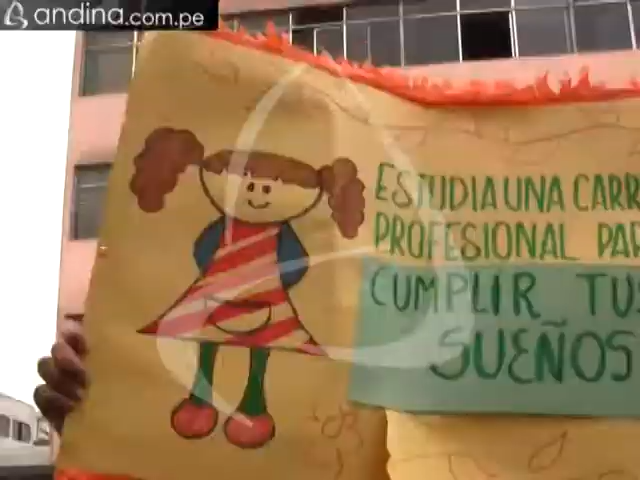 andina.com.pe
ESTUDIA UNA CARR
PROFESIONAL PAR
CUMPLIR TUS
SUEÑOS